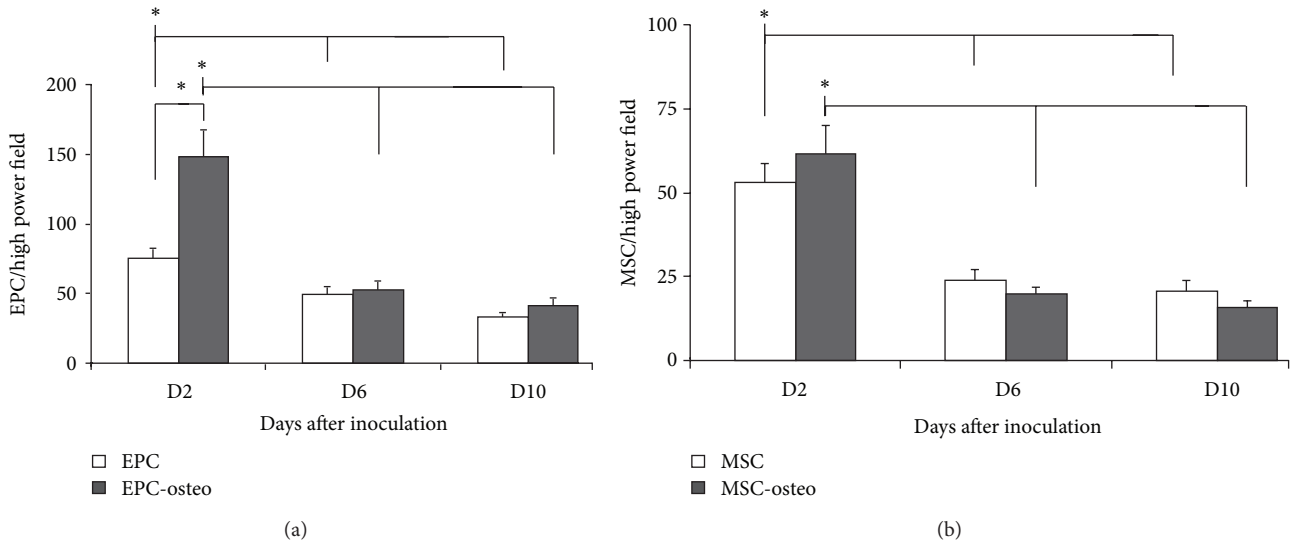 *
*
*
200
150
100
50
0
EPC/high power field
D2 D6 D10
Days after inoculation
EPC
EPC-osteo
(a)
*
*
100
75
50
25
0
MSC/high power field
D2 D6 D10
Days after inoculation
MSC
MSC-osteo
(b)